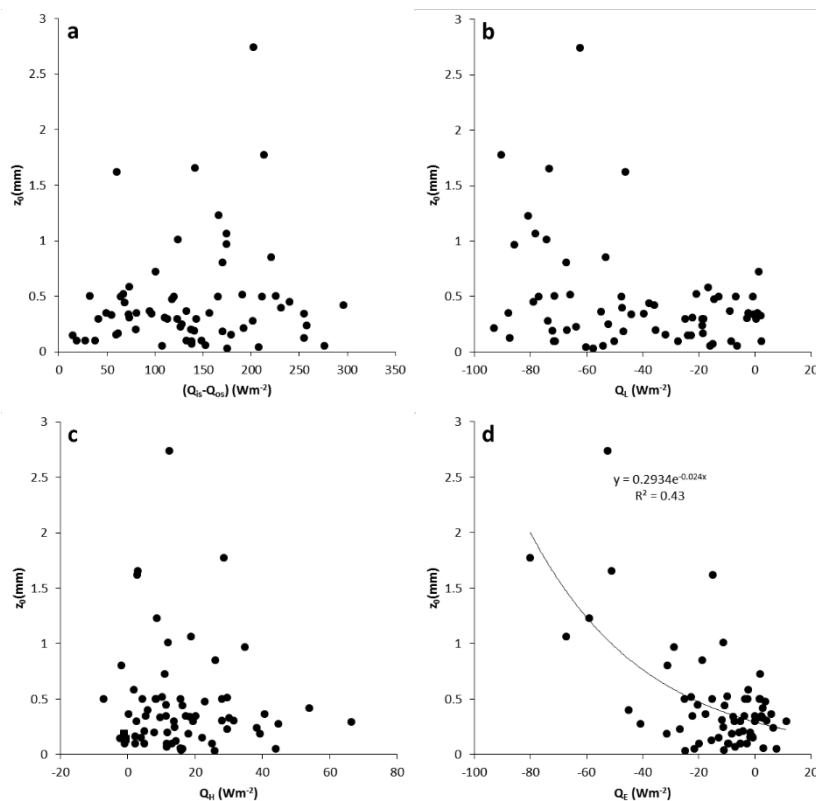 a
3
2.5
2
1.5
1
0.5
0
z₀(mm)
0 50 100 150 200 250 300 350
(Qᵢₛ-Qₒₛ) (Wm⁻²)
b
3
2.5
2
1.5
1
0.5
0
z₀(mm)
-100 -80 -60 -40 -20 0 20
Q_L (Wm⁻²)
c
3
2.5
2
1.5
1
0.5
0
z₀(mm)
-20 0 20 40 60 80
Q_H (Wm⁻²)
d
3
2.5
2
1.5
1
0.5
0
z₀(mm)
y = 0.2934e^-0.024x
R² = 0.43
-100 -80 -60 -40 -20 0 20
Q_E (Wm⁻²)